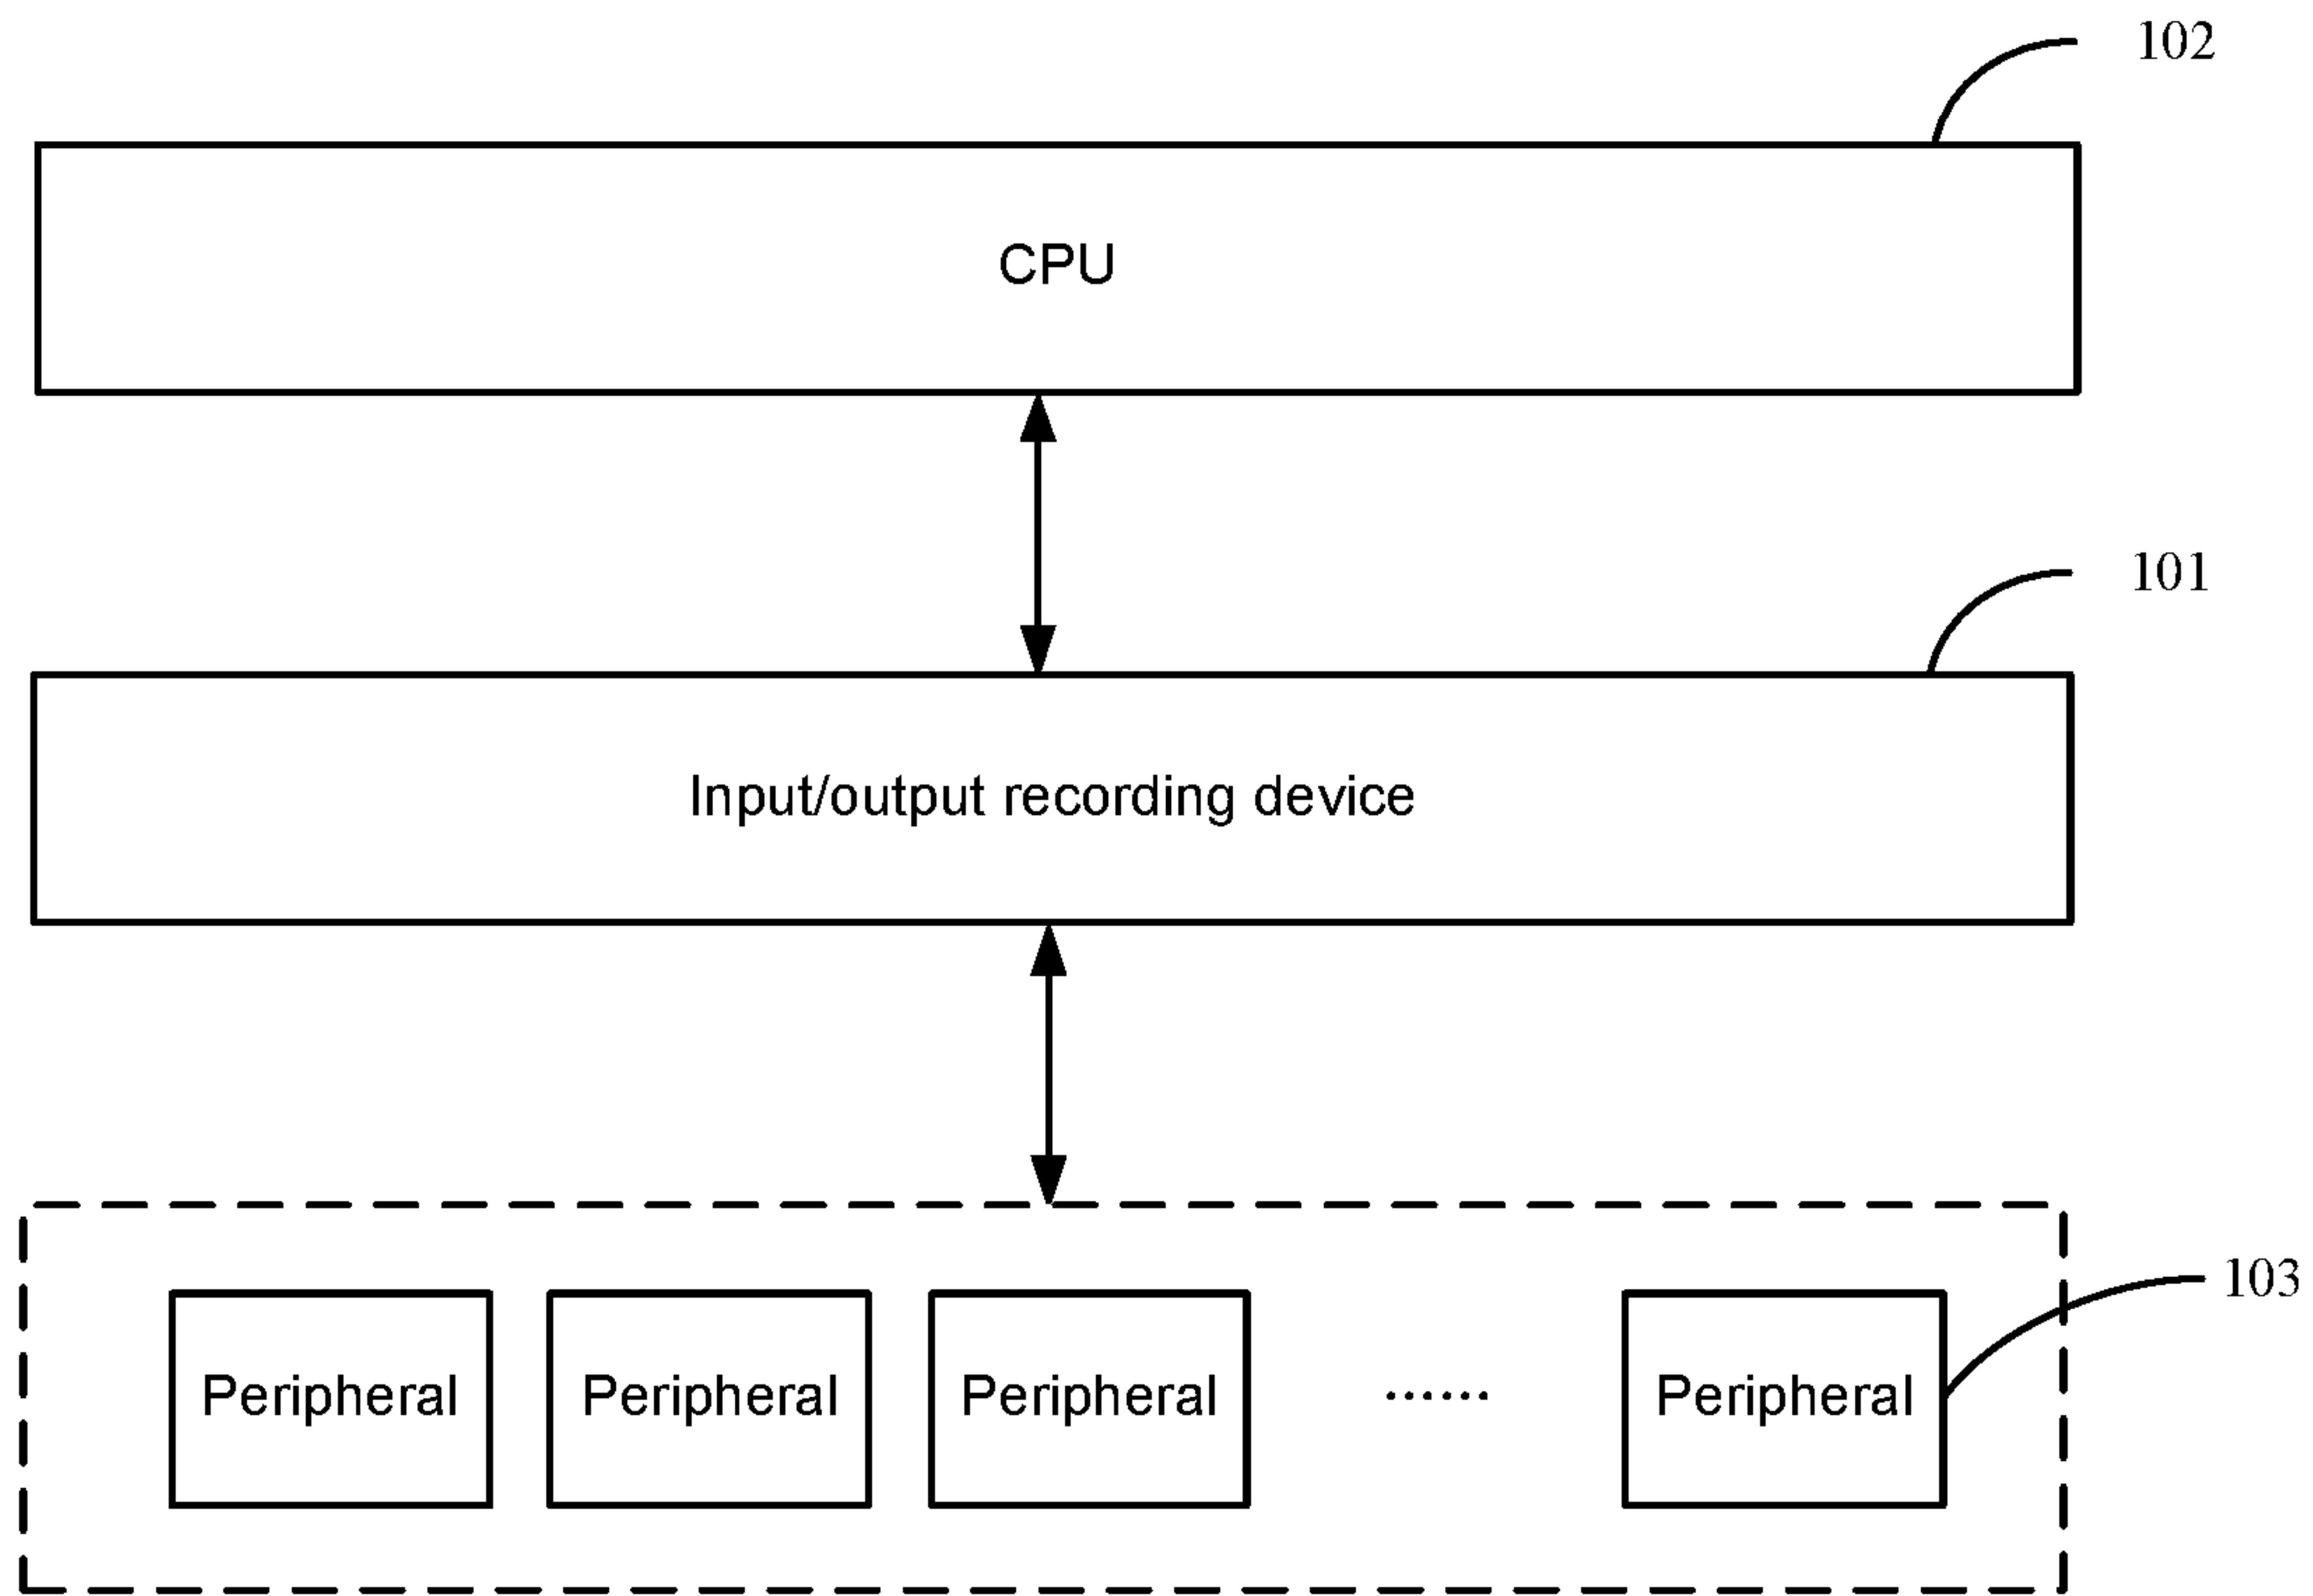 102
CPU
101
Input/output recording device
103
Peripheral Peripheral Peripheral ...... Peripheral